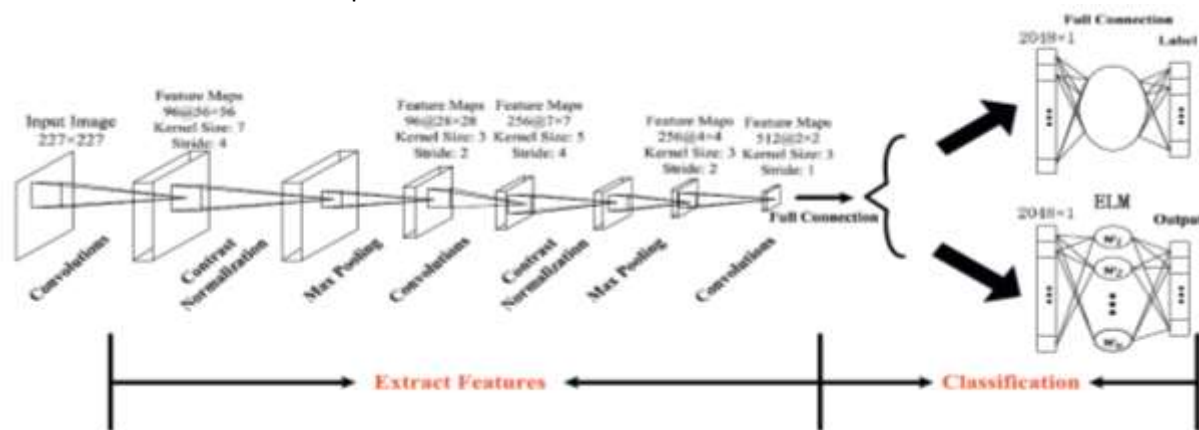 Input Image
227×227
Feature Maps
96@56×56
Kernel Size: 7
Stride: 4
Feature Maps
96@28×28
Kernel Size: 3
Stride: 2
Feature Maps
256@7×7
Kernel Size: 5
Stride: 4
Feature Maps
256@4×4
Kernel Size: 3
Stride: 2
Feature Maps
512@2×2
Kernel Size: 3
Stride: 1
Convolutions
Contrast
Normalization
Max Pooling
Convolutions
Contrast
Normalization
Max Pooling
Convolutions
Full Connection
Full Connection
2048×1
Label
ELM
2048×1
Output
w1
w2
wn
Extract Features
Classification